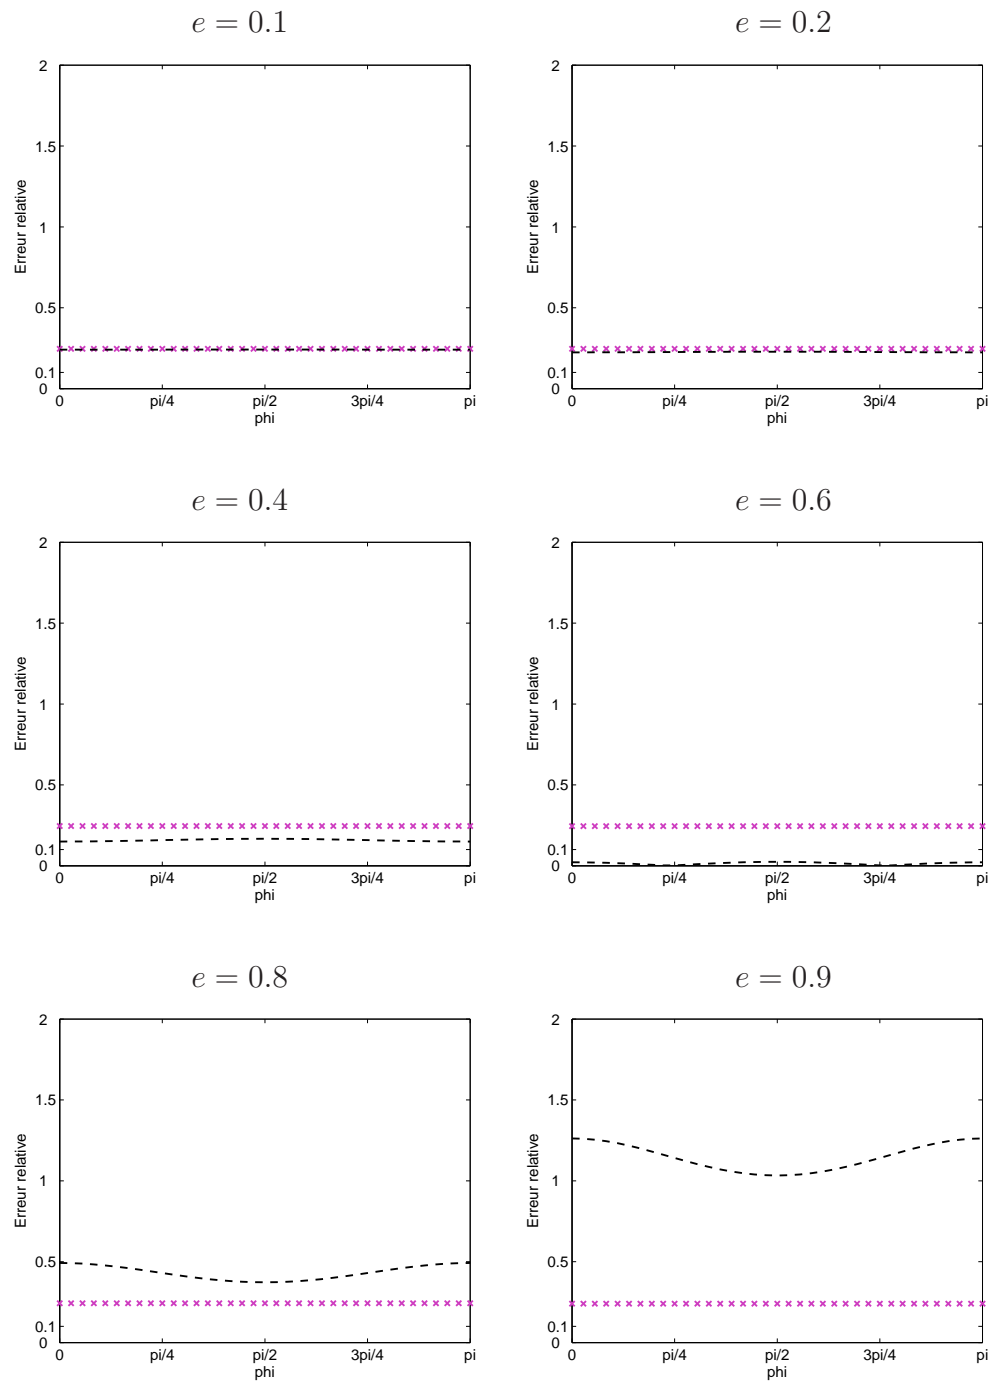 e = 0.1
e = 0.2
2
1.5
1
0.5
0.1
0
Erreur relative
0
pi/4
pi/2
3pi/4
pi
phi
2
1.5
1
0.5
0.1
0
Erreur relative
0
pi/4
pi/2
3pi/4
pi
phi
e = 0.4
e = 0.6
2
1.5
1
0.5
0.1
0
Erreur relative
0
pi/4
pi/2
3pi/4
pi
phi
2
1.5
1
0.5
0.1
0
Erreur relative
0
pi/4
pi/2
3pi/4
pi
phi
e = 0.8
e = 0.9
2
1.5
1
0.5
0.1
0
Erreur relative
0
pi/4
pi/2
3pi/4
pi
phi
2
1.5
1
0.5
0.1
0
Erreur relative
0
pi/4
pi/2
3pi/4
pi
phi